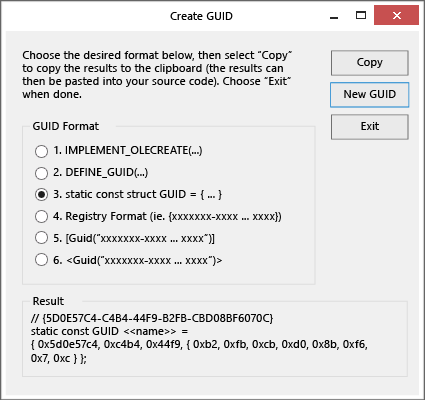 Create GUID
Choose the desired format below, then select “Copy”
to copy the results to the clipboard (the results can
then be pasted into your source code). Choose “Exit”
when done.
Copy
New GUID
Exit
GUID Format
1. IMPLEMENT_OLECREATE(...)
2. DEFINE_GUID(...)
3. static const struct GUID = { ... }
4. Registry Format (ie. {xxxxxxx-xxxx ... xxxx})
5. [Guid(“xxxxxxx-xxxx ... xxxx”)]
6. <Guid(“xxxxxxx-xxxx ... xxxx”)>
Result
// {5D0E57C4-C4B4-44F9-B2FB-CBD08BF6070C}
static const GUID <<name>> =
{ 0x5d0e57c4, 0xc4b4, 0x44f9, { 0xb2, 0xfb, 0xcb, 0xd0, 0x8b, 0xf6,
0x7, 0xc } };